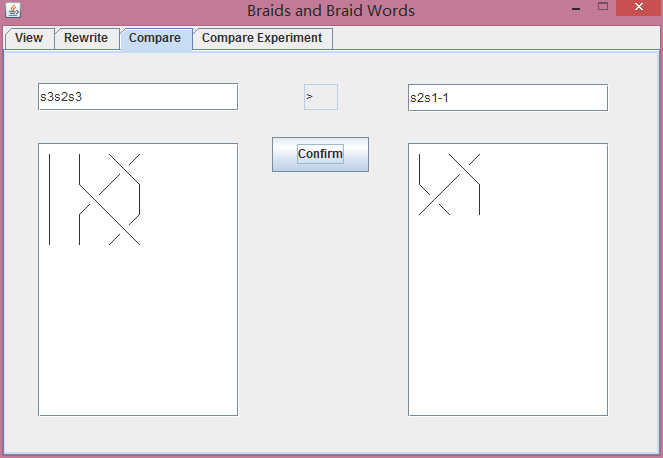 Braids and Braid Words
View Rewrite Compare Compare Experiment
s3s2s3 > s2s1-1
Confirm